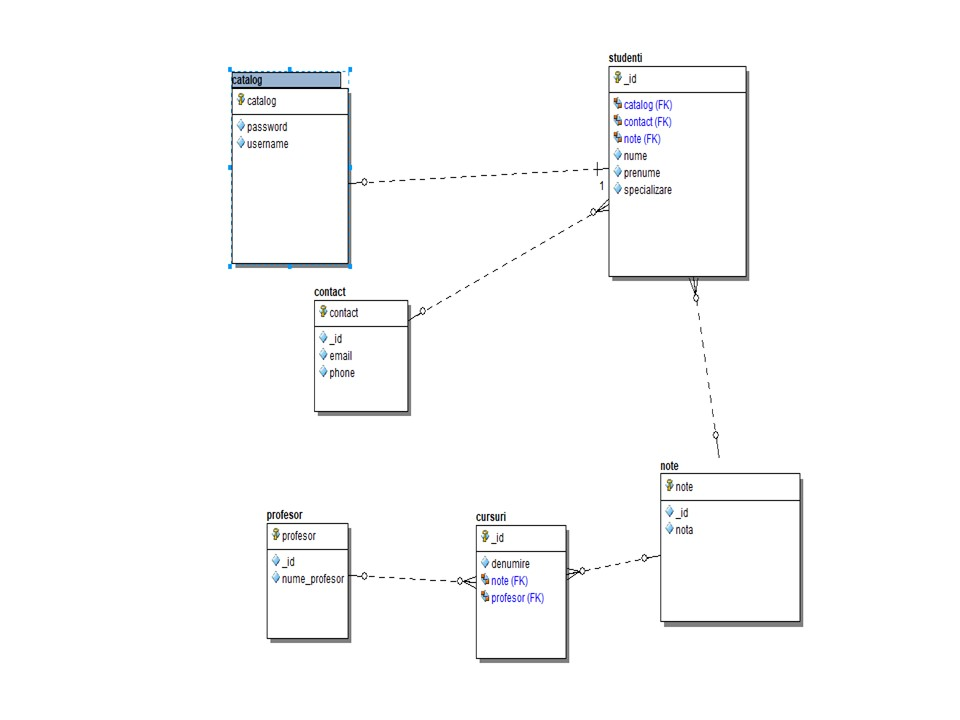 catalog
catalog
password
username
studenti
_id
catalog (FK)
contact (FK)
note (FK)
nume
prenume
specializare
1
contact
contact
_id
email
phone
note
note
_id
nota
profesor
profesor
_id
nume_profesor
cursuri
_id
denumire
note (FK)
profesor (FK)